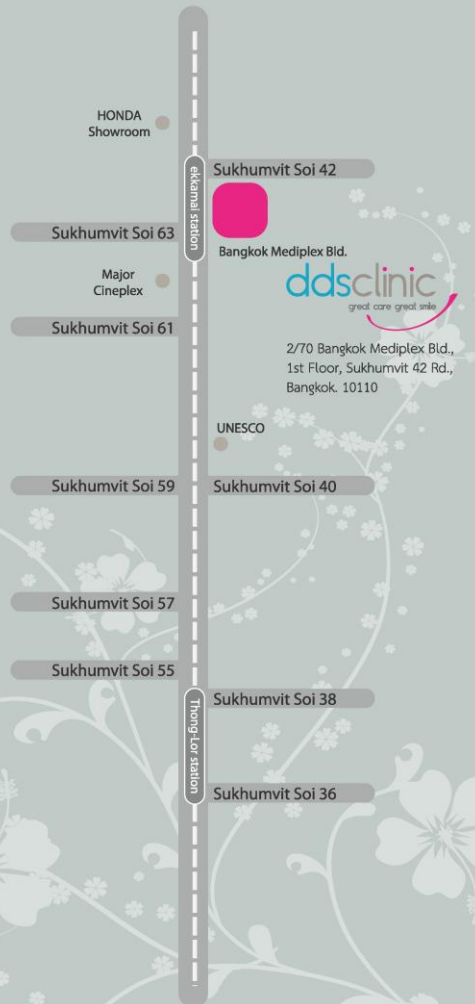 HONDA
Showroom
Sukhumvit Soi 42
ekkamai station
Sukhumvit Soi 63
Bangkok Mediplex Bld.
Major
Cineplex
ddsclinic
great care great smile
Sukhumvit Soi 61
2/70 Bangkok Mediplex Bld.,
1st Floor, Sukhumvit 42 Rd.,
Bangkok. 10110
UNESCO
Sukhumvit Soi 59
Sukhumvit Soi 40
Sukhumvit Soi 57
Sukhumvit Soi 55
Sukhumvit Soi 38
Thong-Lor station
Sukhumvit Soi 36